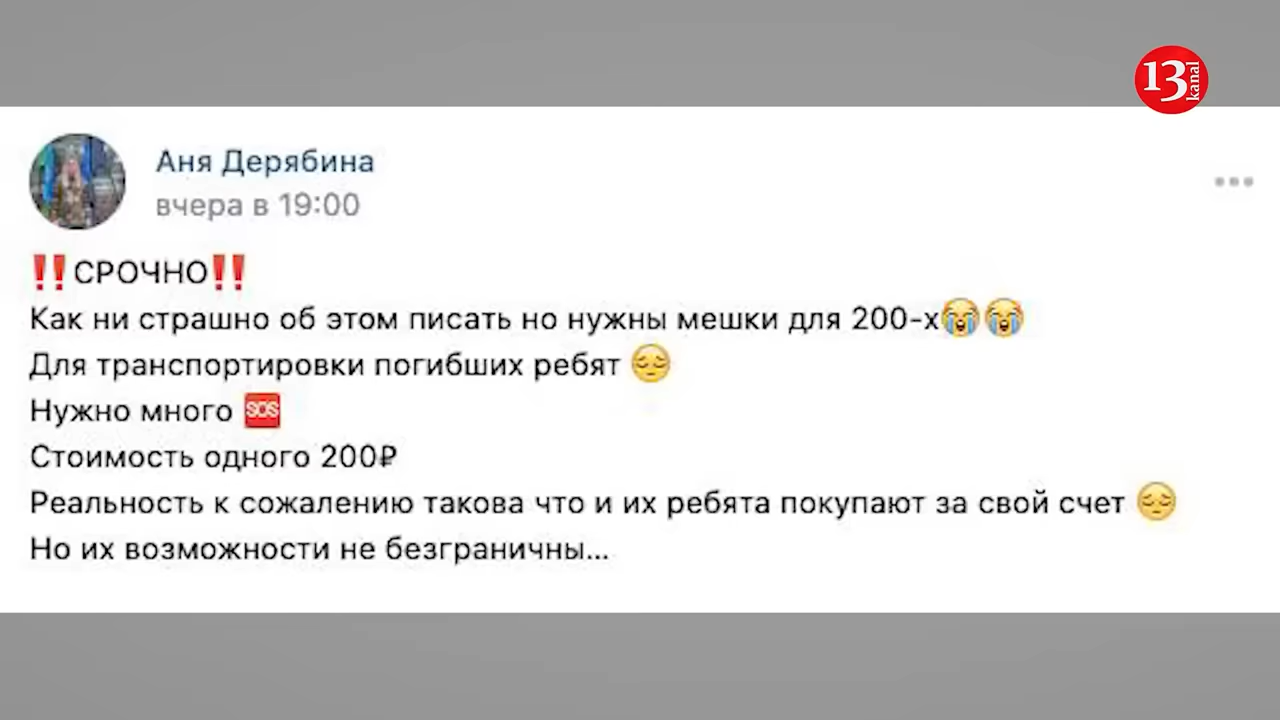 13 kanal
Аня Дерябина
вчера в 19:00
‼️СРОЧНО‼️
Как ни страшно об этом писать но нужны мешки для 200-х😭😭
Для транспортировки погибших ребят 😔
Нужно много 🆘
Стоимость одного 200₽
Реальность к сожалению такова что и их ребята покупают за свой счет 😔
Но их возможности не безграничны...